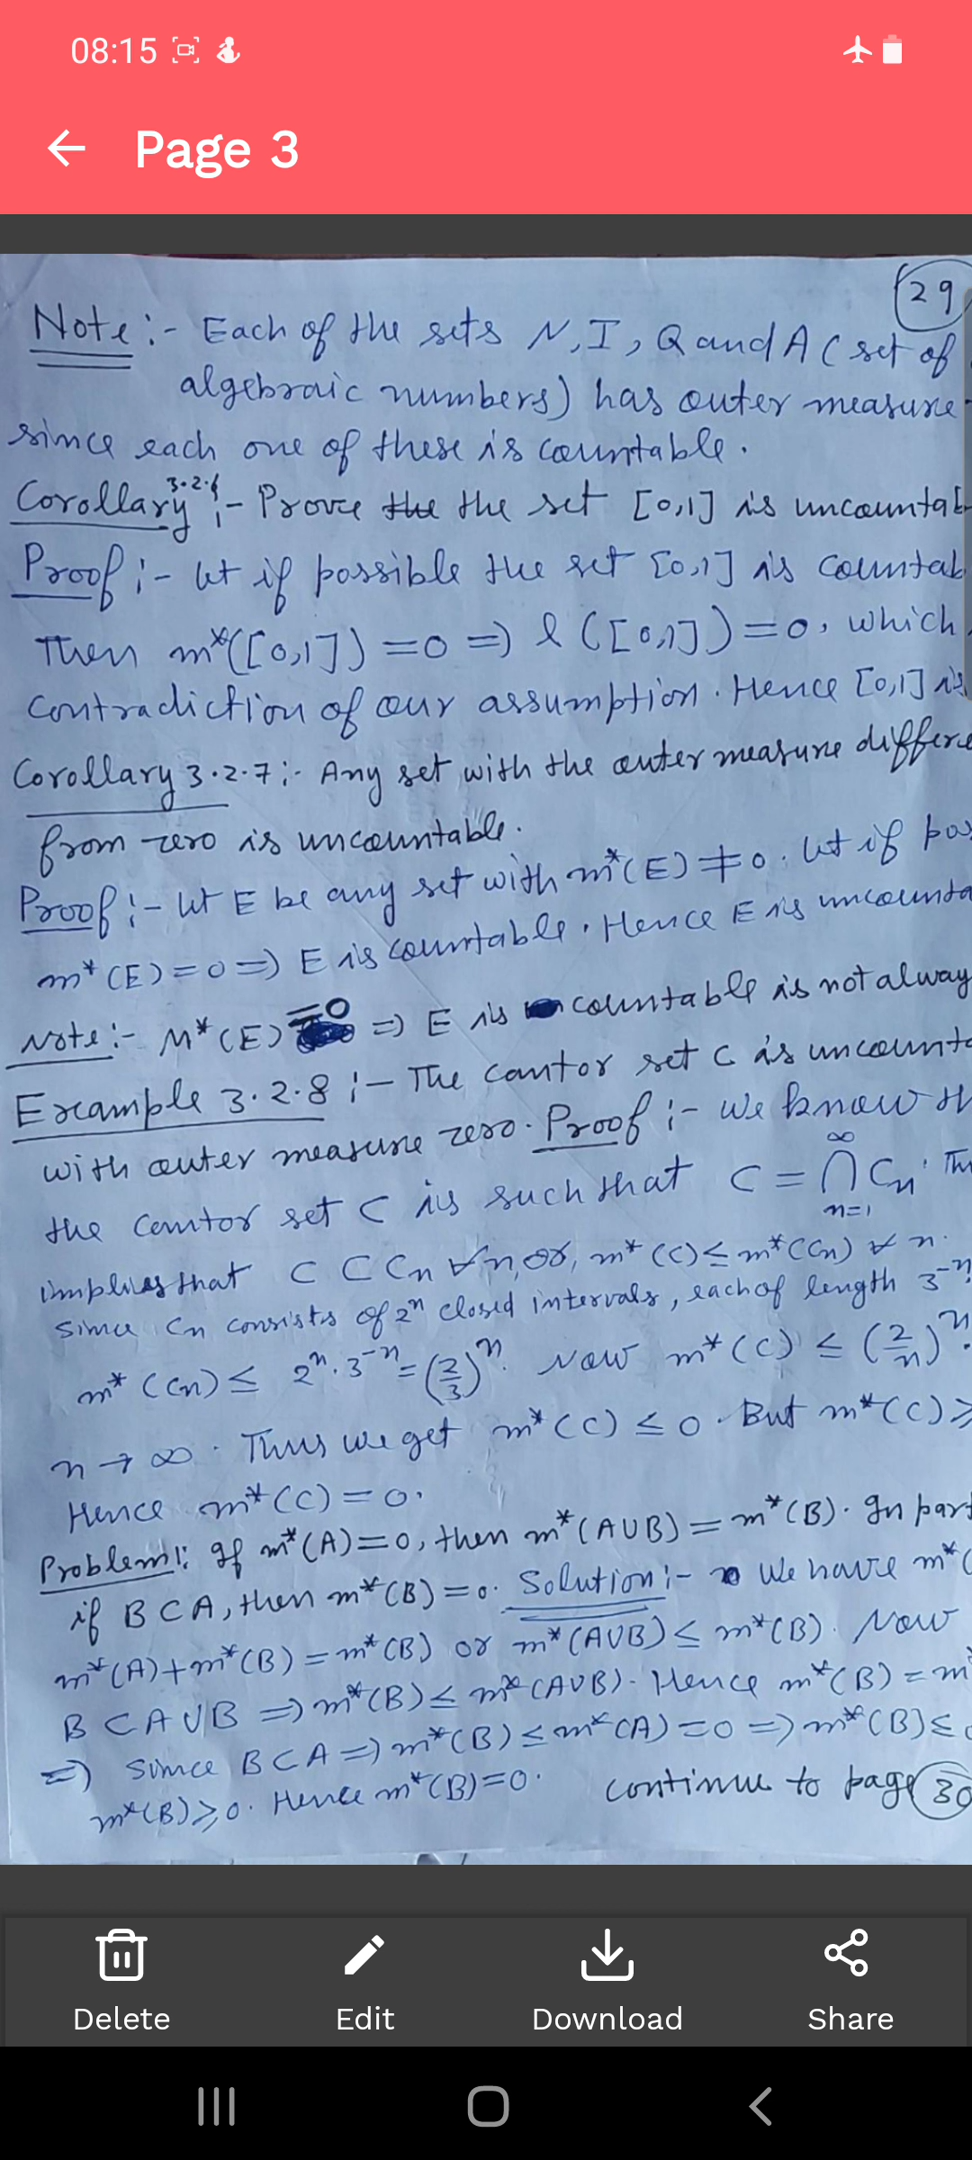 08:15
Page 3
29
Note :- Each of the sets N, I, Q and A (set of
algebraic numbers) has outer measure
since each one of these is countable.
Corollary 3.2.6 :- Prove the the set [0,1] is uncountab
Proof :- let if possible the set [0,1] is countab
Then m*([0,1]) = 0 ⇒ l([0,1]) = 0, which
contradiction of our assumption. Hence [0,1] is
Corollary 3.2.7 :- Any set with the outer measure differe
from zero is uncountable.
Proof :- let E be any set with m*(E) ≠ 0. let if pos
m*(E) = 0 ⇒ E is countable. Hence E is uncounta
Note :- M*(E) = 0 ⇒ E is countable is not alway
Example 3.2.8 :- The cantor set C is uncounta
with outer measure zero. Proof :- we know th
the cantor set C is such that C = ∞ ∩ n=1 Cn. Th
implies that C ⊂ Cn ∀ n, or, m*(C) ≤ m*(Cn) ∀ n.
Since Cn consists of 2^n closed intervals, each of length 3^-n.
m*(Cn) ≤ 2^n . 3^-n = (2/3)^n. Now m*(C) ≤ (2/n)^n.
n → ∞. Thus we get m*(C) ≤ 0. But m*(C) ≥
Hence m*(C) = 0.
Problem 1: If m*(A) = 0, then m*(A∪B) = m*(B). In part
if B ⊂ A, then m*(B) = 0. Solution :- We have m*(
m*(A) + m*(B) = m*(B) or m*(A∪B) ≤ m*(B). Now
B ⊂ A∪B ⇒ m*(B) ≤ m*(A∪B). Hence m*(B) = m*
⇒ Since B ⊂ A ⇒ m*(B) ≤ m*(A) = 0 ⇒ m*(B) ≤ 0
m*(B) ≥ 0. Hence m*(B) = 0. continue to page 30
Delete Edit Download Share